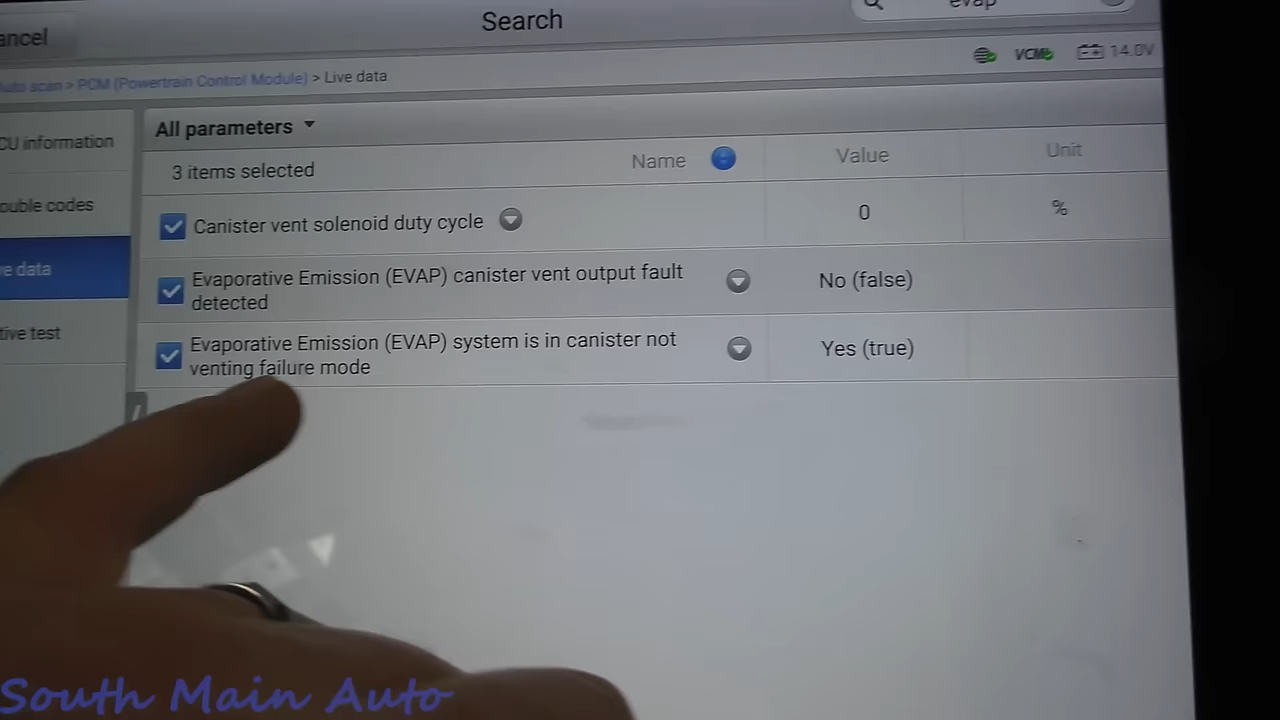 ancel
Search
evap
Auto scan > PCM (Powertrain Control Module) > Live data
VCMI
14.0V
CU information
ouble codes
e data
tive test
All parameters
3 items selected
Name
Value
Unit
Canister vent solenoid duty cycle
0
%
Evaporative Emission (EVAP) canister vent output fault
detected
No (false)
Evaporative Emission (EVAP) system is in canister not
venting failure mode
Yes (true)
South Main Auto